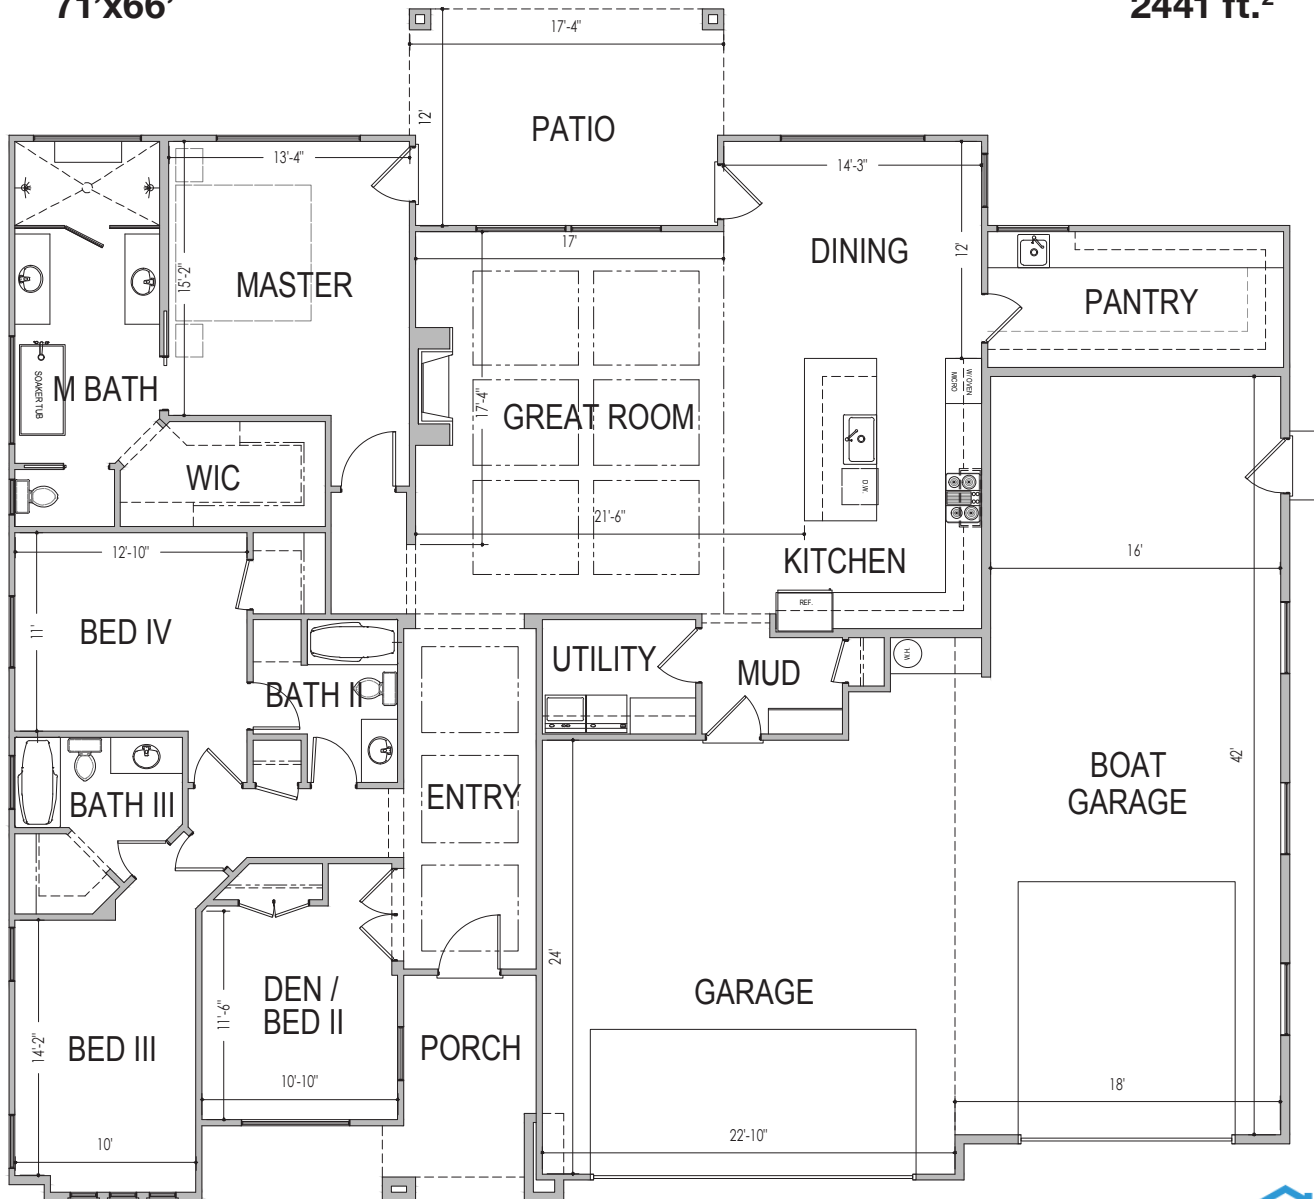 71'x66'
2441 ft.²
17'-4"
12'
PATIO
13'-4"
14'-3"
17'
DINING
12'
15'-2"
MASTER
PANTRY
SOAKER TUB
M BATH
W/OVEN
MICRO
17'-4"
GREAT ROOM
WIC
D.W.
21'-6"
12'-10"
16'
KITCHEN
REF.
11'
BED IV
UTILITY
MUD
W.H.
BATH II
42'
BOAT
GARAGE
ENTRY
BATH III
24'
GARAGE
DEN /
BED II
11'-6"
14'-2"
BED III
PORCH
10'-10"
18'
22'-10"
10'